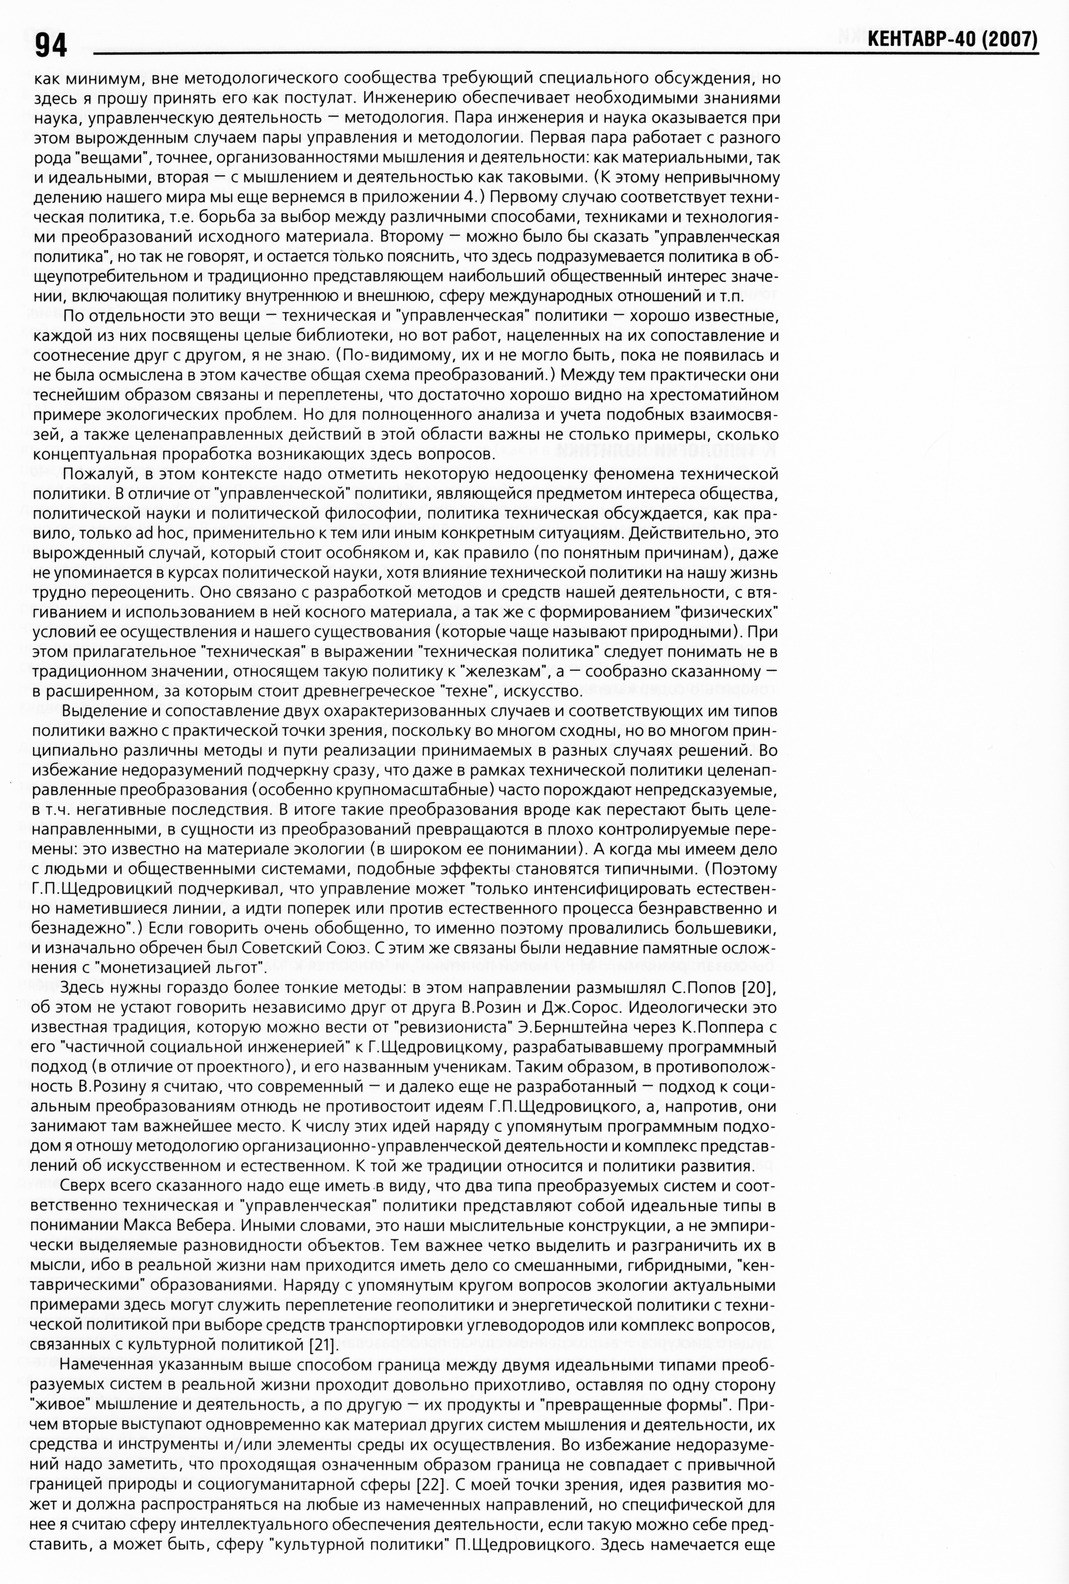 94
КЕНТАВР-40 (2007)
как минимум, вне методологического сообщества требующий специального обсуждения, но
здесь я прошу принять его как постулат. Инженерию обеспечивает необходимыми знаниями
наука, управленческую деятельность — методология. Пара инженерия и наука оказывается при
этом вырожденным случаем пары управления и методологии. Первая пара работает с разного
рода "вещами", точнее, организованностями мышления и деятельности: как материальными, так
и идеальными, вторая — с мышлением и деятельностью как таковыми. (К этому непривычному
делению нашего мира мы еще вернемся в приложении 4.) Первому случаю соответствует техни-
ческая политика, т.е. борьба за выбор между различными способами, техниками и технология-
ми преобразований исходного материала. Второму — можно было бы сказать "управленческая
политика", но так не говорят, и остается только пояснить, что здесь подразумевается политика в об-
щеупотребительном и традиционно представляющем наибольший общественный интерес значе-
нии, включающая политику внутреннюю и внешнюю, сферу международных отношений и т.п.
По отдельности это вещи — техническая и "управленческая" политики — хорошо известные,
каждой из них посвящены целые библиотеки, но вот работ, нацеленных на их сопоставление и
соотнесение друг с другом, я не знаю. (По-видимому, их и не могло быть, пока не появилась и
не была осмыслена в этом качестве общая схема преобразований.) Между тем практически они
теснейшим образом связаны и переплетены, что достаточно хорошо видно на хрестоматийном
примере экологических проблем. Но для полноценного анализа и учета подобных взаимосвя-
зей, а также целенаправленных действий в этой области важны не столько примеры, сколько
концептуальная проработка возникающих здесь вопросов.
Пожалуй, в этом контексте надо отметить некоторую недооценку феномена технической
политики. В отличие от "управленческой" политики, являющейся предметом интереса общества,
политической науки и политической философии, политика техническая обсуждается, как пра-
вило, только ad hoc, применительно к тем или иным конкретным ситуациям. Действительно, это
вырожденный случай, который стоит особняком и, как правило (по понятным причинам), даже
не упоминается в курсах политической науки, хотя влияние технической политики на нашу жизнь
трудно переоценить. Оно связано с разработкой методов и средств нашей деятельности, с втя-
гиванием и использованием в ней косного материала, а так же с формированием "физических"
условий ее осуществления и нашего существования (которые чаще называют природными). При
этом прилагательное "техническая" в выражении "техническая политика" следует понимать не в
традиционном значении, относящем такую политику к "железкам", а — сообразно сказанному —
в расширенном, за которым стоит древнегреческое "техне", искусство.
Выделение и сопоставление двух охарактеризованных случаев и соответствующих им типов
политики важно с практической точки зрения, поскольку во многом сходны, но во многом прин-
ципиально различны методы и пути реализации принимаемых в разных случаях решений. Во
избежание недоразумений подчеркну сразу, что даже в рамках технической политики целенап-
равленные преобразования (особенно крупномасштабные) часто порождают непредсказуемые,
в т.ч. негативные последствия. В итоге такие преобразования вроде как перестают быть целе-
направленными, в сущности из преобразований превращаются в плохо контролируемые пере-
мены: это известно на материале экологии (в широком ее понимании). А когда мы имеем дело
с людьми и общественными системами, подобные эффекты становятся типичными. (Поэтому
Г.П.Щедровицкий подчеркивал, что управление может "только интенсифицировать естествен-
но наметившиеся линии, а идти поперек или против естественного процесса безнравственно и
безнадежно".) Если говорить очень обобщенно, то именно поэтому провалились большевики,
и изначально обречен был Советский Союз. С этим же связаны были недавние памятные ослож-
нения с "монетизацией льгот".
Здесь нужны гораздо более тонкие методы: в этом направлении размышлял С.Попов [20],
об этом не устают говорить независимо друг от друга В.Розин и Дж.Сорос. Идеологически это
известная традиция, которую можно вести от "ревизиониста" Э.Бернштейна через К.Поппера с
его "частичной социальной инженерией" к Г.Щедровицкому, разрабатывавшему программный
подход (в отличие от проектного), и его названным ученикам. Таким образом, в противополож-
ность В.Розину я считаю, что современный — и далеко еще не разработанный — подход к соци-
альным преобразованиям отнюдь не противостоит идеям Г.П.Щедровицкого, а, напротив, они
занимают там важнейшее место. К числу этих идей наряду с упомянутым программным подхо-
дом я отношу методологию организационно-управленческой деятельности и комплекс представ-
лений об искусственном и естественном. К той же традиции относится и политики развития.
Сверх всего сказанного надо еще иметь в виду, что два типа преобразуемых систем и соот-
ветственно техническая и "управленческая" политики представляют собой идеальные типы в
понимании Макса Вебера. Иными словами, это наши мыслительные конструкции, а не эмпири-
чески выделяемые разновидности объектов. Тем важнее четко выделить и разграничить их в
мысли, ибо в реальной жизни нам приходится иметь дело со смешанными, гибридными, "кен-
таврическими" образованиями. Наряду с упомянутым кругом вопросов экологии актуальными
примерами здесь могут служить переплетение геополитики и энергетической политики с техни-
ческой политикой при выборе средств транспортировки углеводородов или комплекс вопросов,
связанных с культурной политикой [21].
Намеченная указанным выше способом граница между двумя идеальными типами преоб-
разуемых систем в реальной жизни проходит довольно прихотливо, оставляя по одну сторону
"живое" мышление и деятельность, а по другую — их продукты и "превращенные формы". При-
чем вторые выступают одновременно как материал других систем мышления и деятельности, их
средства и инструменты и/или элементы среды их осуществления. Во избежание недоразуме-
ний надо заметить, что проходящая означенным образом граница не совпадает с привычной
границей природы и социогуманитарной сферы [22]. С моей точки зрения, идея развития мо-
жет и должна распространяться на любые из намеченных направлений, но специфической для
нее я считаю сферу интеллектуального обеспечения деятельности, если такую можно себе пред-
ставить, а может быть, сферу "культурной политики" П.Щедровицкого. Здесь намечается еще